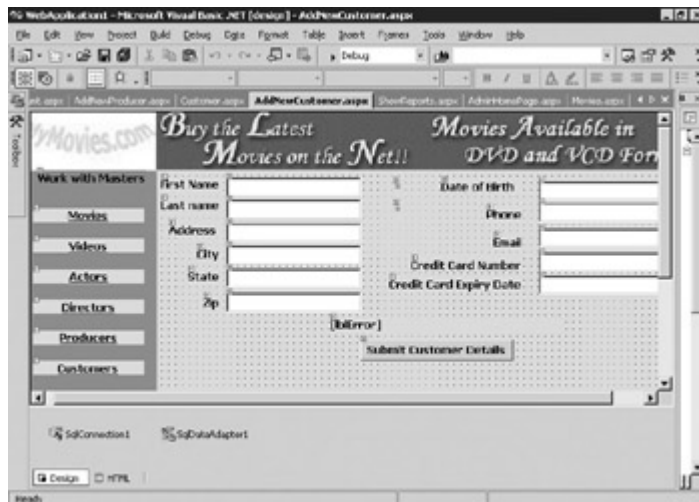 WebApplication1 - Microsoft Visual Basic .NET [design] - AddNewCustomer.aspx
File Edit View Project Build Debug Data Format Table Insert Frames Tools Window Help
Debug
AddNewProducer.aspx Customer.aspx AddNewCustomer.aspx ShowReports.aspx AdminHomePage.aspx Movies.aspx
Toolbox
yMovies.com
Buy the Latest
Movies on the Net!!
Movies Available in
DVD and VCD Form
Work with Masters
Movies
Videos
Actors
Directors
Producers
Customers
First Name
Last name
Address
City
State
Zip
Date of Birth
Phone
Email
Credit Card Number
Credit Card Expiry Date
[lblError]
Submit Customer Details
SqlConnection1 SqlDataAdapter1
Design HTML
Ready